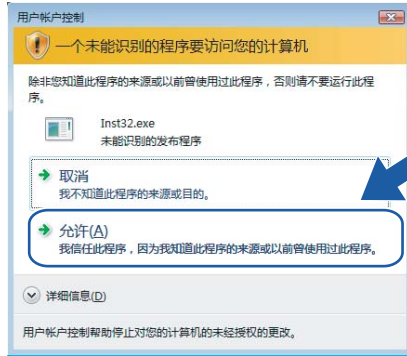 用户帐户控制
一个未能识别的程序要访问您的计算机
除非您知道此程序的来源或以前曾使用过此程序，否则请不要运行此程
序。
Inst32.exe
未能识别的发布程序
取消
我不知道此程序的来源或目的。
允许(A)
我信任此程序，因为我知道此程序的来源或以前曾使用过此程序。
详细信息(D)
用户帐户控制帮助停止对您的计算机的未经授权的更改。